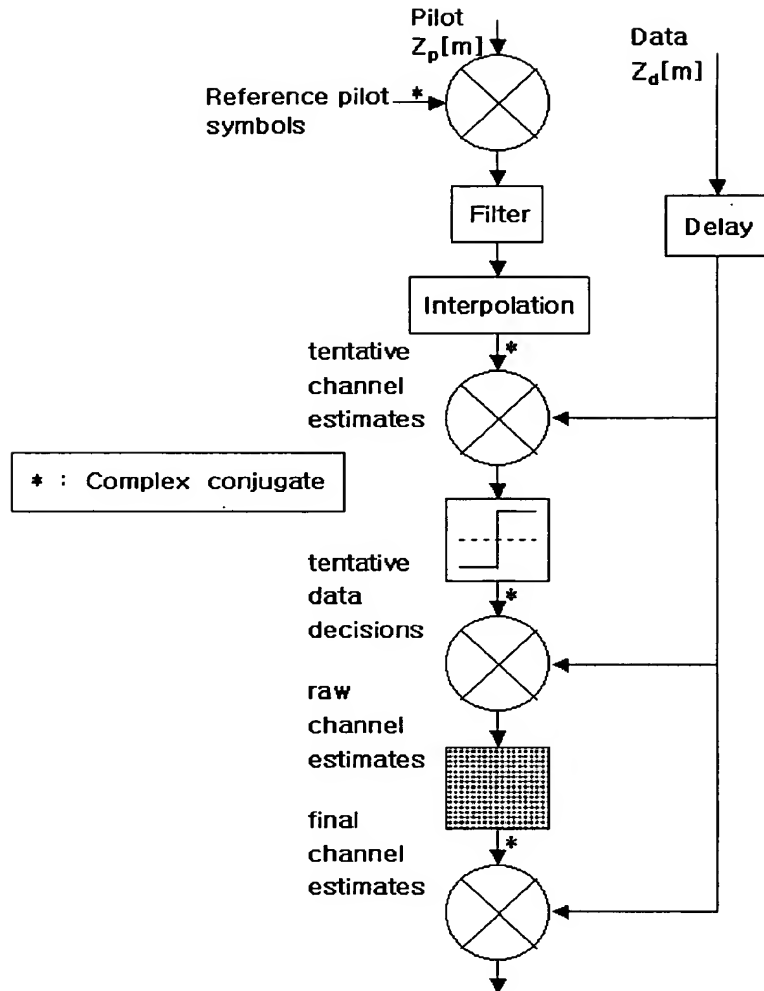 Pilot
Zp[m]
Data
Zd[m]
Reference pilot
symbols
*
Filter
Delay
Interpolation
tentative
channel
estimates
*
* : Complex conjugate
tentative
data
decisions
*
raw
channel
estimates
final
channel
estimates
*